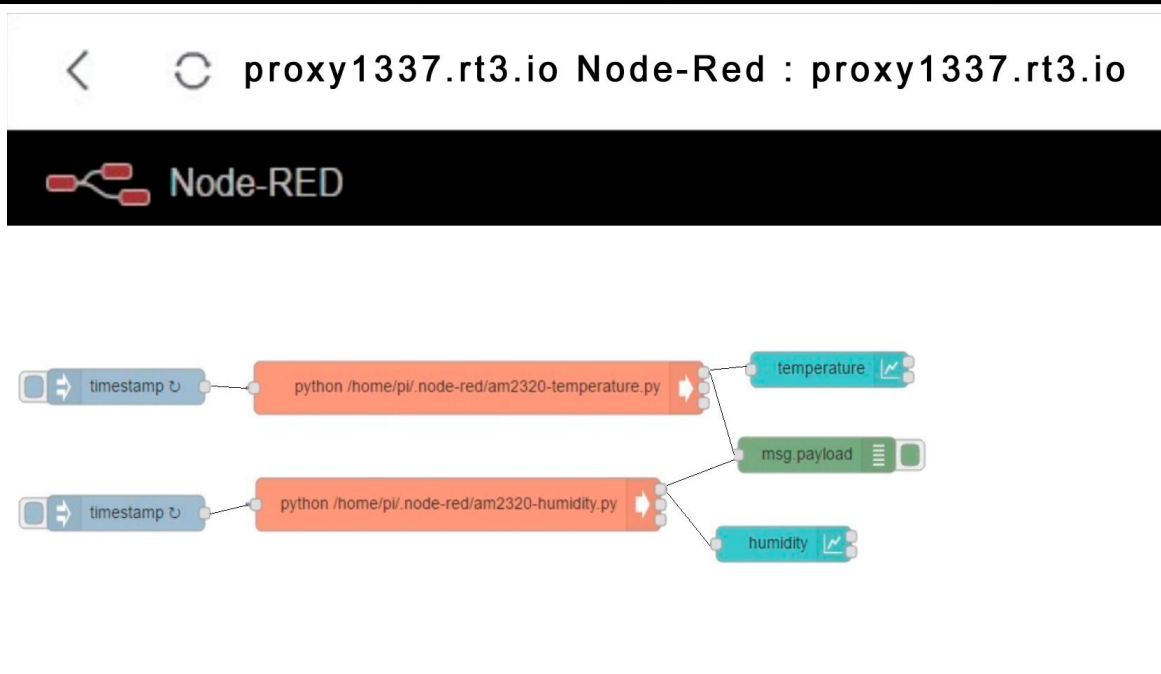 proxy1337.rt3.io Node-Red : proxy1337.rt3.io
Node-RED
timestamp ↻
python /home/pi/.node-red/am2320-temperature.py
temperature
msg.payload
timestamp ↻
python /home/pi/.node-red/am2320-humidity.py
humidity